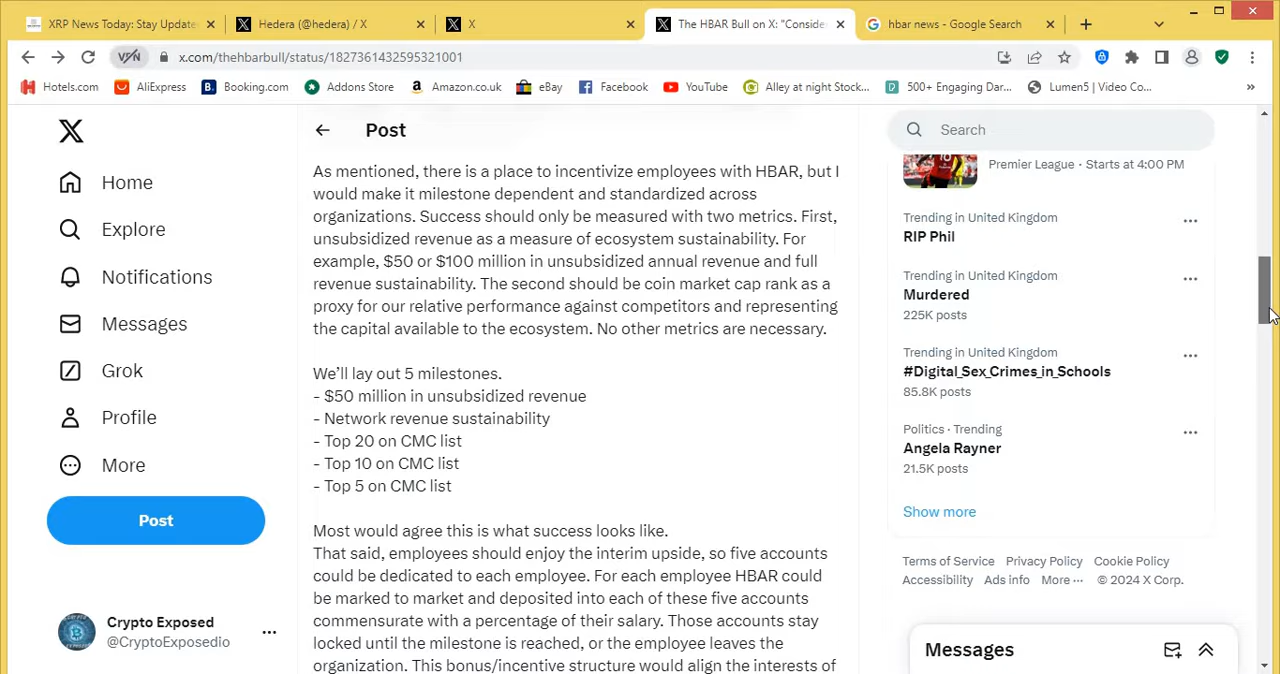 XRP News Today: Stay Update
Hedera (@hedera) / X
X
The HBAR Bull on X: "Conside
hbar news - Google Search
VPN
x.com/thehbarbull/status/1827361432595321001
Hotels.com
AliExpress
Booking.com
Addons Store
Amazon.co.uk
eBay
Facebook
YouTube
Alley at night Stock...
500+ Engaging Dar...
Lumen5 | Video Co...
Home
Explore
Notifications
Messages
Grok
Profile
More
Post
Crypto Exposed
@CryptoExposedio
Post
As mentioned, there is a place to incentivize employees with HBAR, but I
would make it milestone dependent and standardized across
organizations. Success should only be measured with two metrics. First,
unsubsidized revenue as a measure of ecosystem sustainability. For
example, $50 or $100 million in unsubsidized annual revenue and full
revenue sustainability. The second should be coin market cap rank as a
proxy for our relative performance against competitors and representing
the capital available to the ecosystem. No other metrics are necessary.
We'll lay out 5 milestones.
- $50 million in unsubsidized revenue
- Network revenue sustainability
- Top 20 on CMC list
- Top 10 on CMC list
- Top 5 on CMC list
Most would agree this is what success looks like.
That said, employees should enjoy the interim upside, so five accounts
could be dedicated to each employee. For each employee HBAR could
be marked to market and deposited into each of these five accounts
commensurate with a percentage of their salary. Those accounts stay
locked until the milestone is reached, or the employee leaves the
organization. This bonus/incentive structure would align the interests of
Search
Premier League · Starts at 4:00 PM
Trending in United Kingdom
RIP Phil
Trending in United Kingdom
Murdered
225K posts
Trending in United Kingdom
#Digital_Sex_Crimes_in_Schools
85.8K posts
Politics · Trending
Angela Rayner
21.5K posts
Show more
Terms of Service Privacy Policy Cookie Policy
Accessibility Ads info More ··· © 2024 X Corp.
Messages